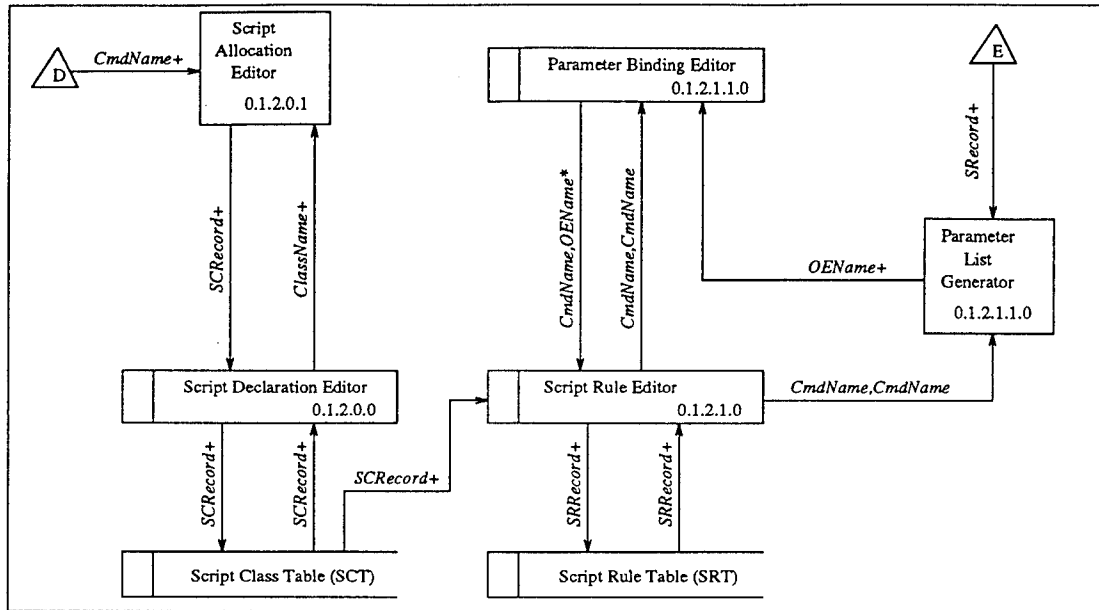 D
CmdName+
Script
Allocation
Editor
0.1.2.0.1
Parameter Binding Editor
0.1.2.1.1.0
E
SRecord+
SCRecord+
ClassName+
CmdName,OEName*
CmdName,CmdName
OEName+
Parameter
List
Generator
0.1.2.1.1.0
Script Declaration Editor
0.1.2.0.0
Script Rule Editor
0.1.2.1.0
CmdName,CmdName
SCRecord+
SCRecord+
SCRecord+
SRRecord+
SRRecord+
Script Class Table (SCT)
Script Rule Table (SRT)